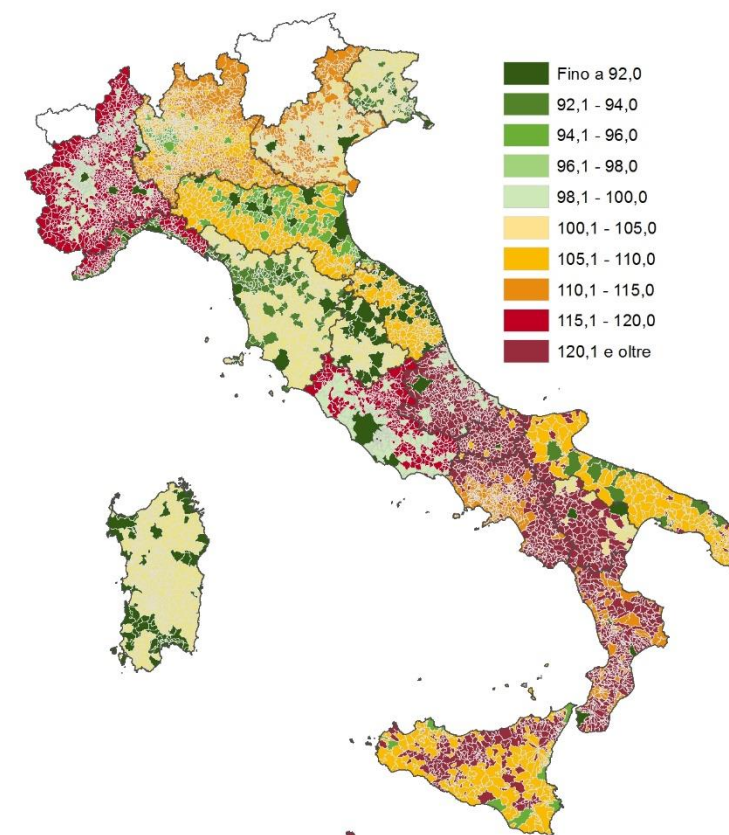 Fino a 92,0
92,1 - 94,0
94,1 - 96,0
96,1 - 98,0
98,1 - 100,0
100,1 - 105,0
105,1 - 110,0
110,1 - 115,0
115,1 - 120,0
120,1 e oltre